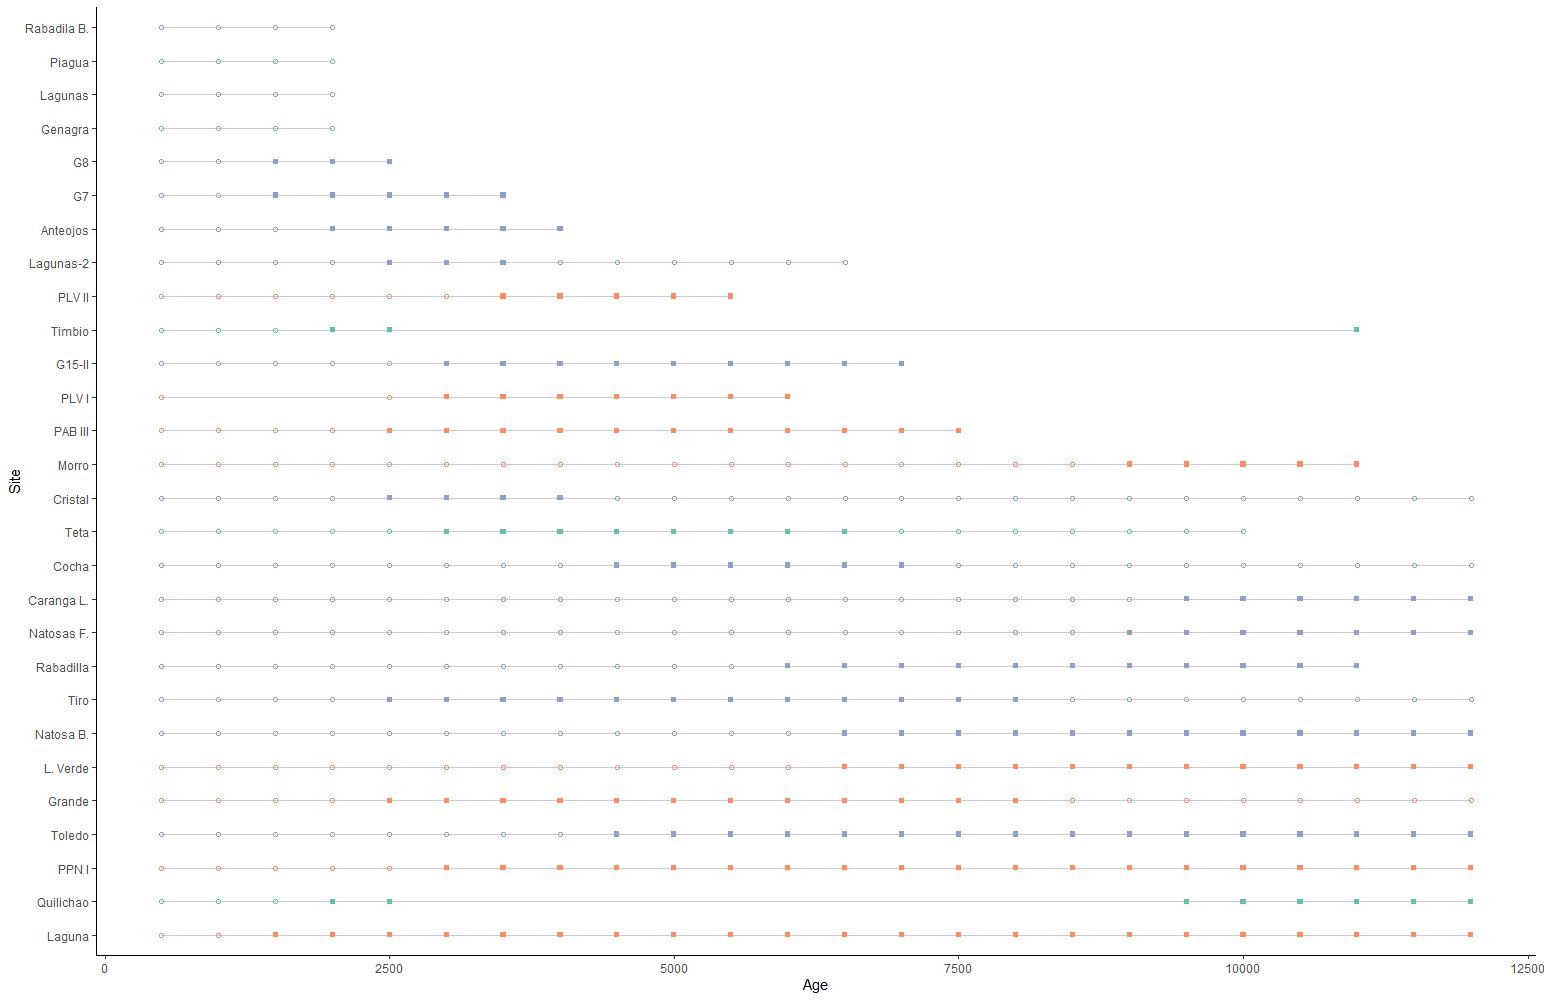 Rabadila B.
Piagua
Lagunas
Genagra
G8
G7
Anteojos
Lagunas-2
PLV II
Timbio
G15-II
PLV I
PAB III
Morro
Cristal
Teta
Cocha
Caranga L.
Natosas F.
Rabadilla
Tiro
Natosa B.
L. Verde
Grande
Toledo
PPN I
Quilichao
Laguna
Site
0 2500 5000 7500 10000 12500
Age